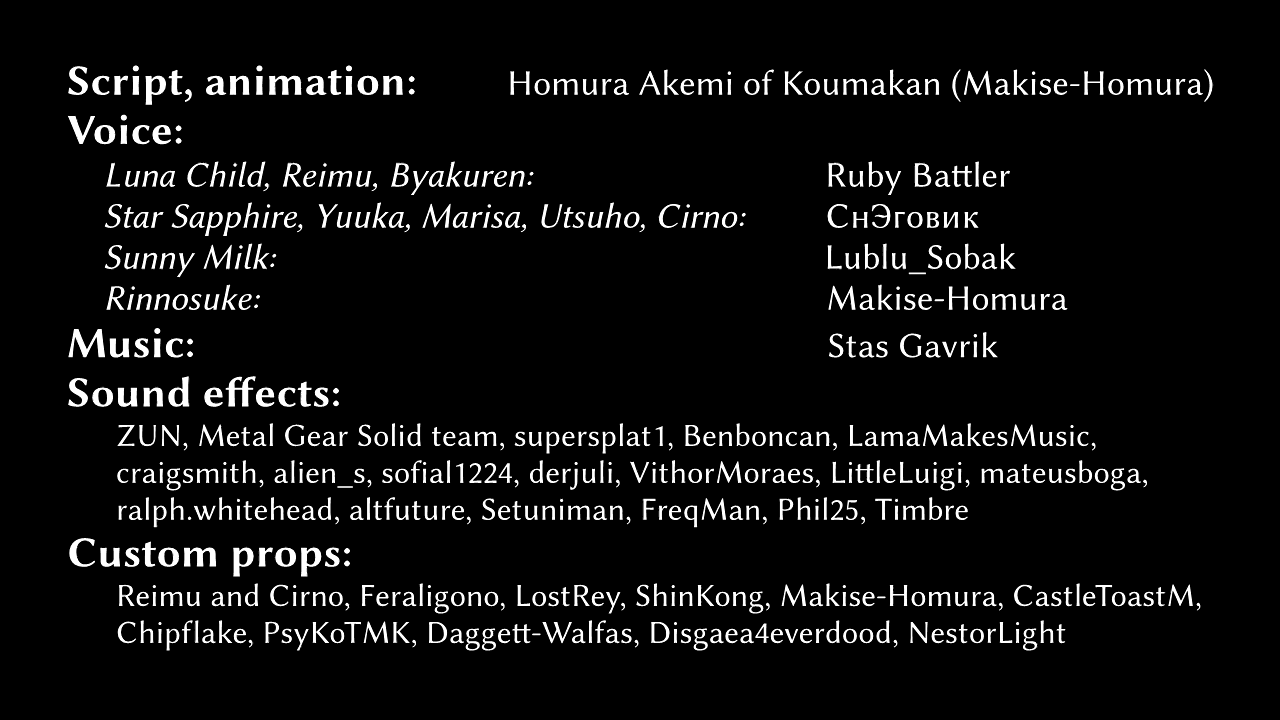 Script, animation: Homura Akemi of Koumakan (Makise-Homura)
Voice:
Luna Child, Reimu, Byakuren: Ruby Battler
Star Sapphire, Yuuka, Marisa, Utsuho, Cirno: СнЭговик
Sunny Milk: Lublu_Sobak
Rinnosuke: Makise-Homura
Music: Stas Gavrik
Sound effects:
ZUN, Metal Gear Solid team, supersplat1, Benboncan, LamaMakesMusic,
craigsmith, alien_s, sofial1224, derjuli, VithorMoraes, LittleLuigi, mateusboga,
ralph.whitehead, altfuture, Setuniman, FreqMan, Phil25, Timbre
Custom props:
Reimu and Cirno, Feraligono, LostRey, ShinKong, Makise-Homura, CastleToastM,
Chipflake, PsyKoTMK, Daggett-Walfas, Disgaea4everdood, NestorLight